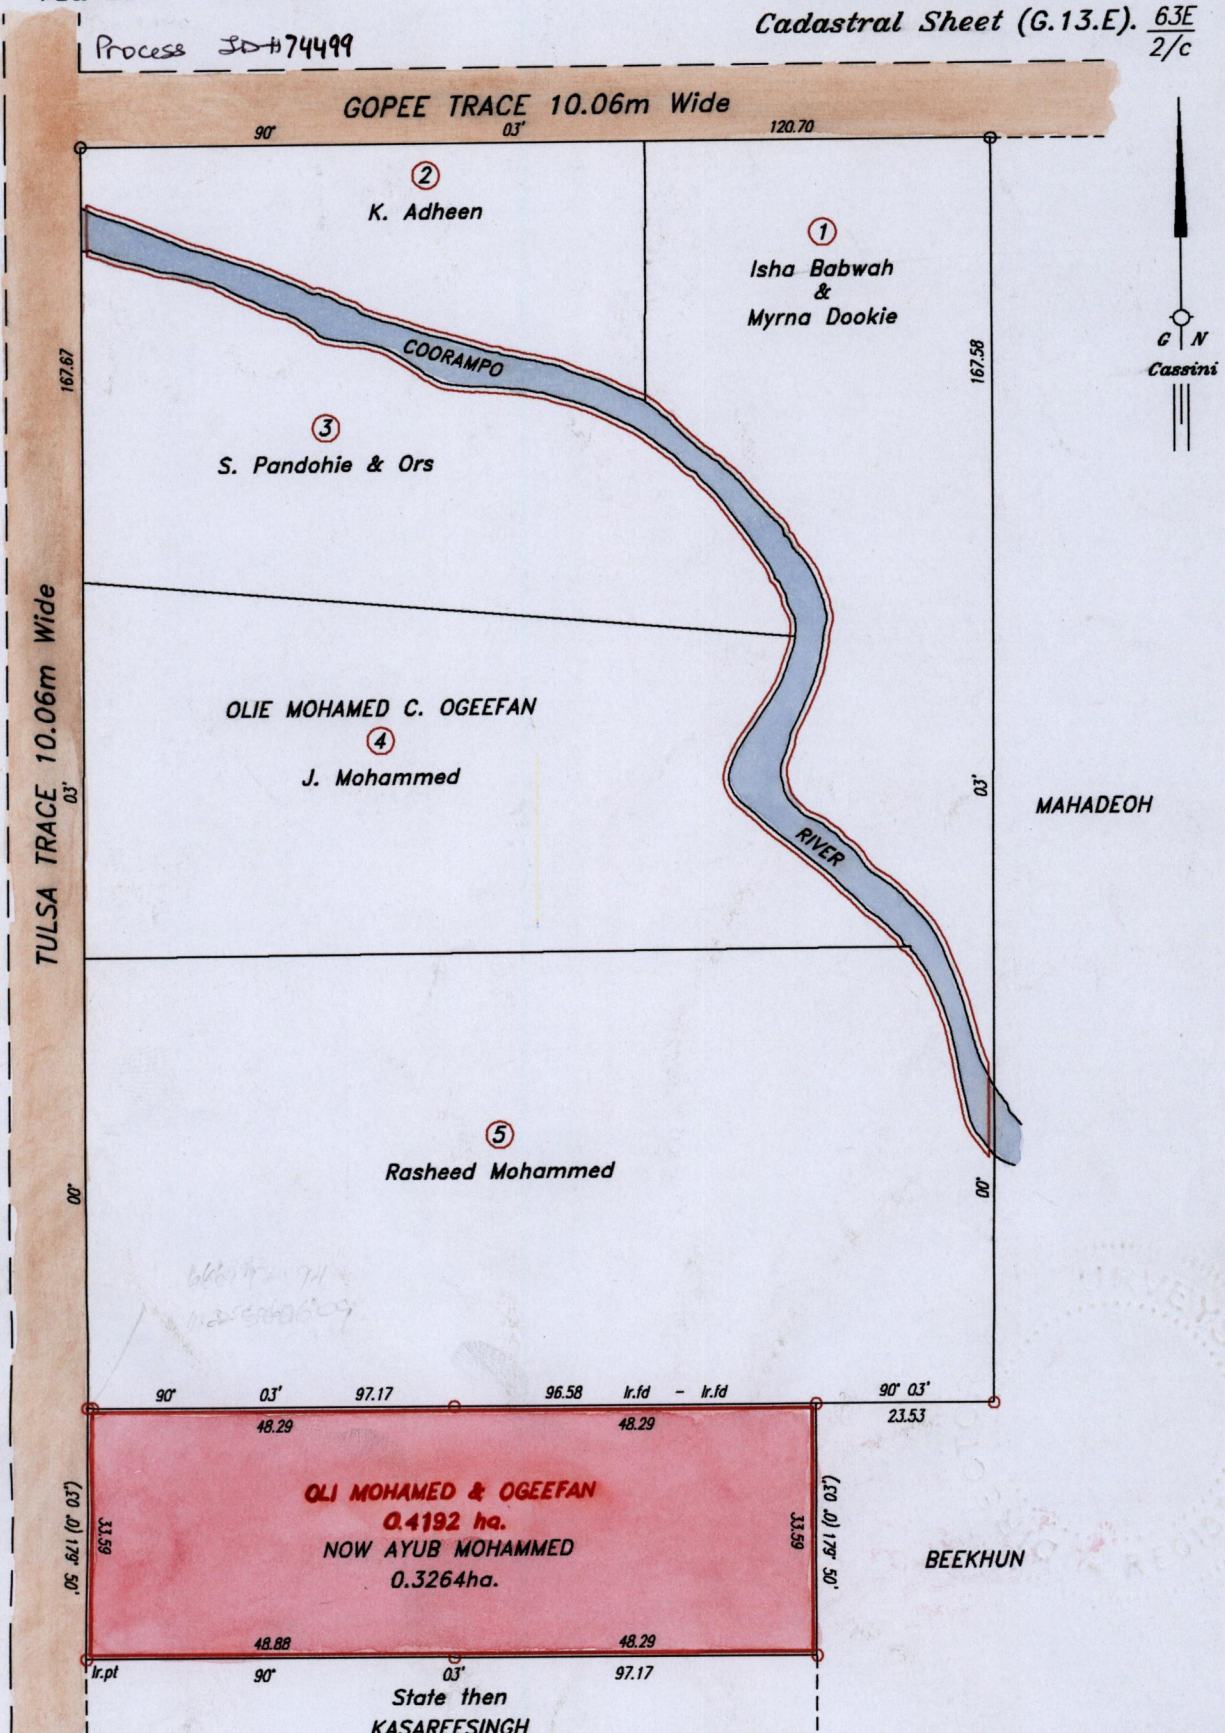 Process ID#74499
Cadastral Sheet (G.13.E). 63E
2/c
GOPEE TRACE 10.06m Wide
90° 03' 120.70
2
K. Adheen
1
Isha Babwah
&
Myrna Dookie
G N
Cassini
COORAMPO
167.67
167.58
3
S. Pandohie & Ors
TULSA TRACE 10.06m Wide
OLIE MOHAMED C. OGEEFAN
4
J. Mohammed
03'
03'
MAHADEOH
RIVER
5
Rasheed Mohammed
00°
00°
90° 03' 97.17 96.58 Ir.fd - Ir.fd 90° 03'
48.29 48.29 23.53
(0° 03') 179° 50'
33.59
OLI MOHAMED & OGEEFAN
0.4192 ha.
NOW AYUB MOHAMMED
0.3264ha.
33.59
(0° 03') 179° 50'
BEEKHUN
48.88 48.29
Ir.pt 90° 03' 97.17
State then
KASAREESINGH